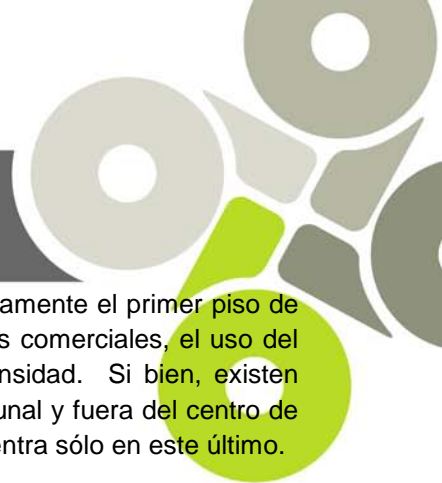 amente el primer piso de
s comerciales, el uso del
nsidad. Si bien, existen
unal y fuera del centro de
entra sólo en este último.